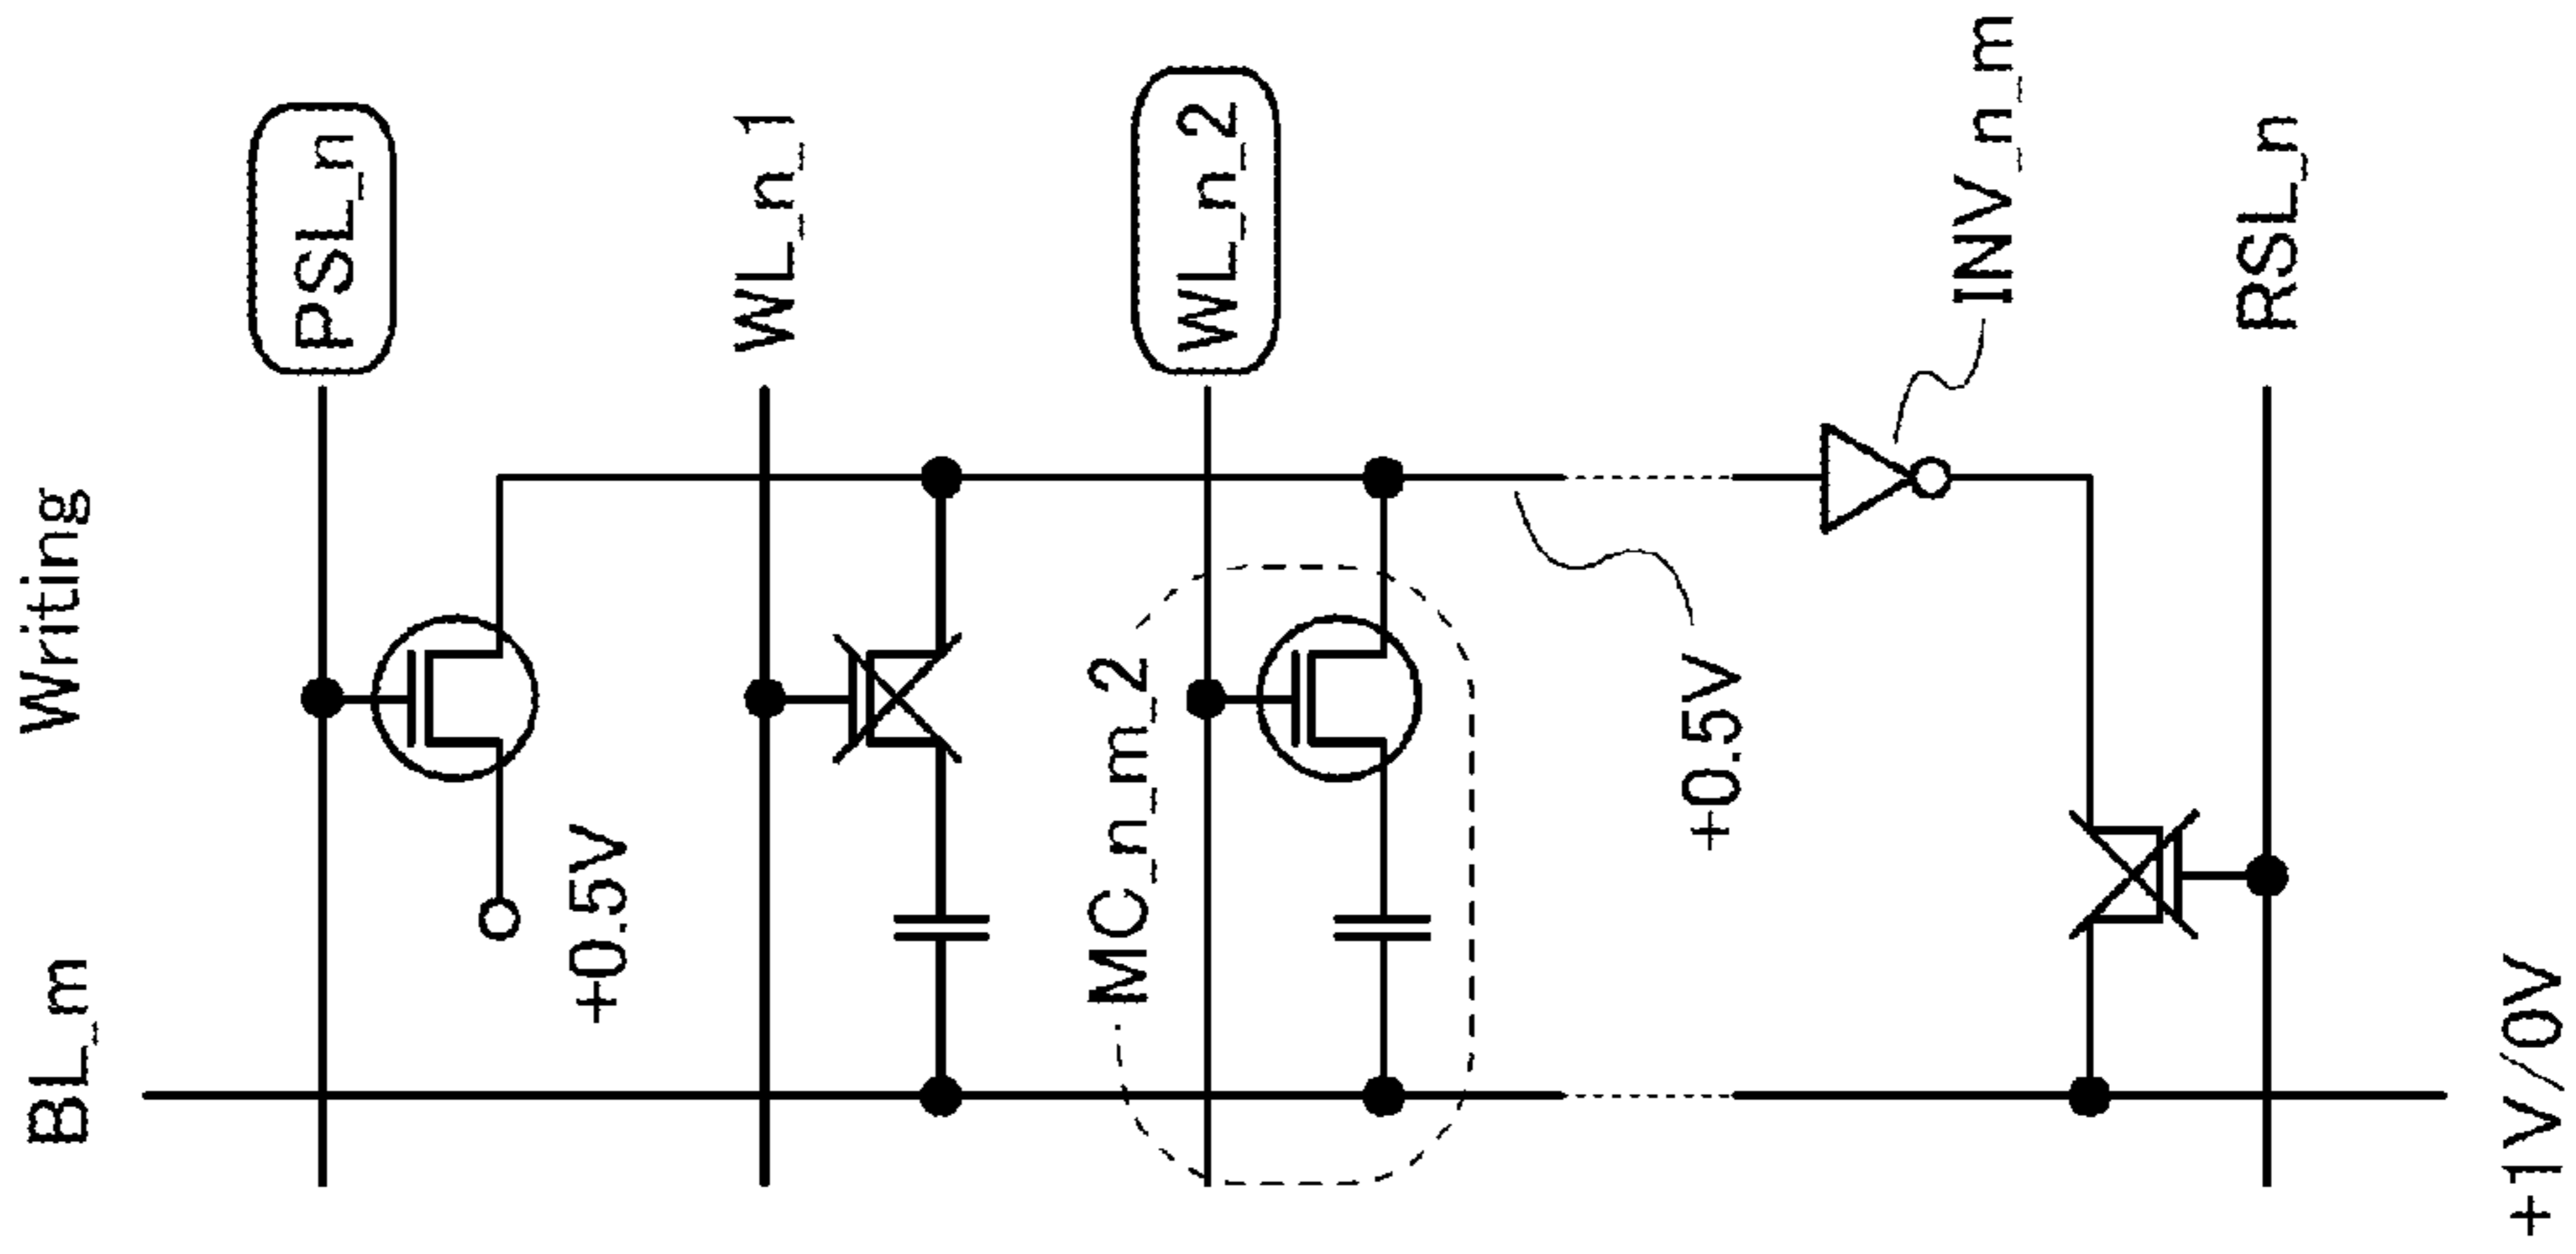 Writing
BL_m
PSL_n
+0.5V
WL_n_1
MC_n_m_2
WL_n_2
+0.5V
INV_n_m
RSL_n
+1V/0V